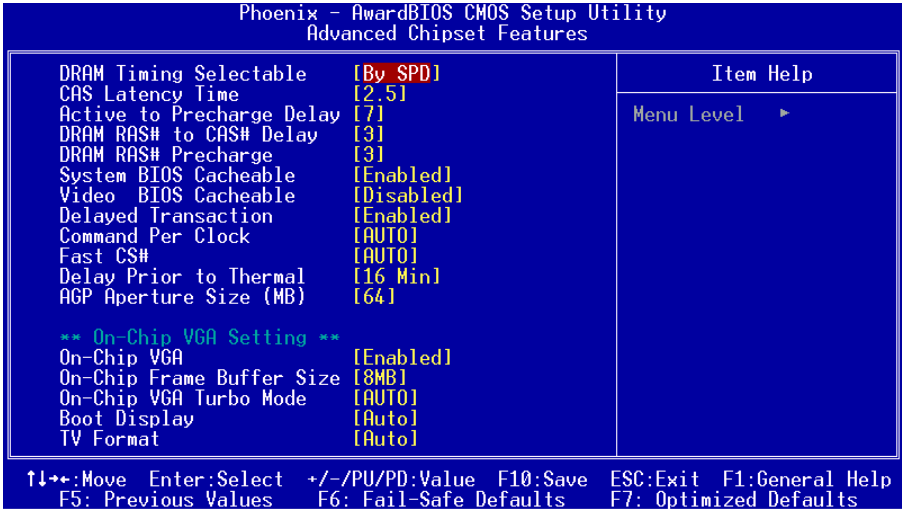 Phoenix - AwardBIOS CMOS Setup Utility
Advanced Chipset Features
DRAM Timing Selectable [By SPD]
CAS Latency Time [2.5]
Active to Precharge Delay [7]
DRAM RAS# to CAS# Delay [3]
DRAM RAS# Precharge [3]
System BIOS Cacheable [Enabled]
Video BIOS Cacheable [Disabled]
Delayed Transaction [Enabled]
Command Per Clock [AUTO]
Fast CS# [AUTO]
Delay Prior to Thermal [16 Min]
AGP Aperture Size (MB) [64]
** On-Chip VGA Setting **
On-Chip VGA [Enabled]
On-Chip Frame Buffer Size [8MB]
On-Chip VGA Turbo Mode [AUTO]
Boot Display [Auto]
TV Format [Auto]
Item Help
Menu Level ►
↑↓→←:Move Enter:Select +/-/PU/PD:Value F10:Save ESC:Exit F1:General Help
F5: Previous Values F6: Fail-Safe Defaults F7: Optimized Defaults